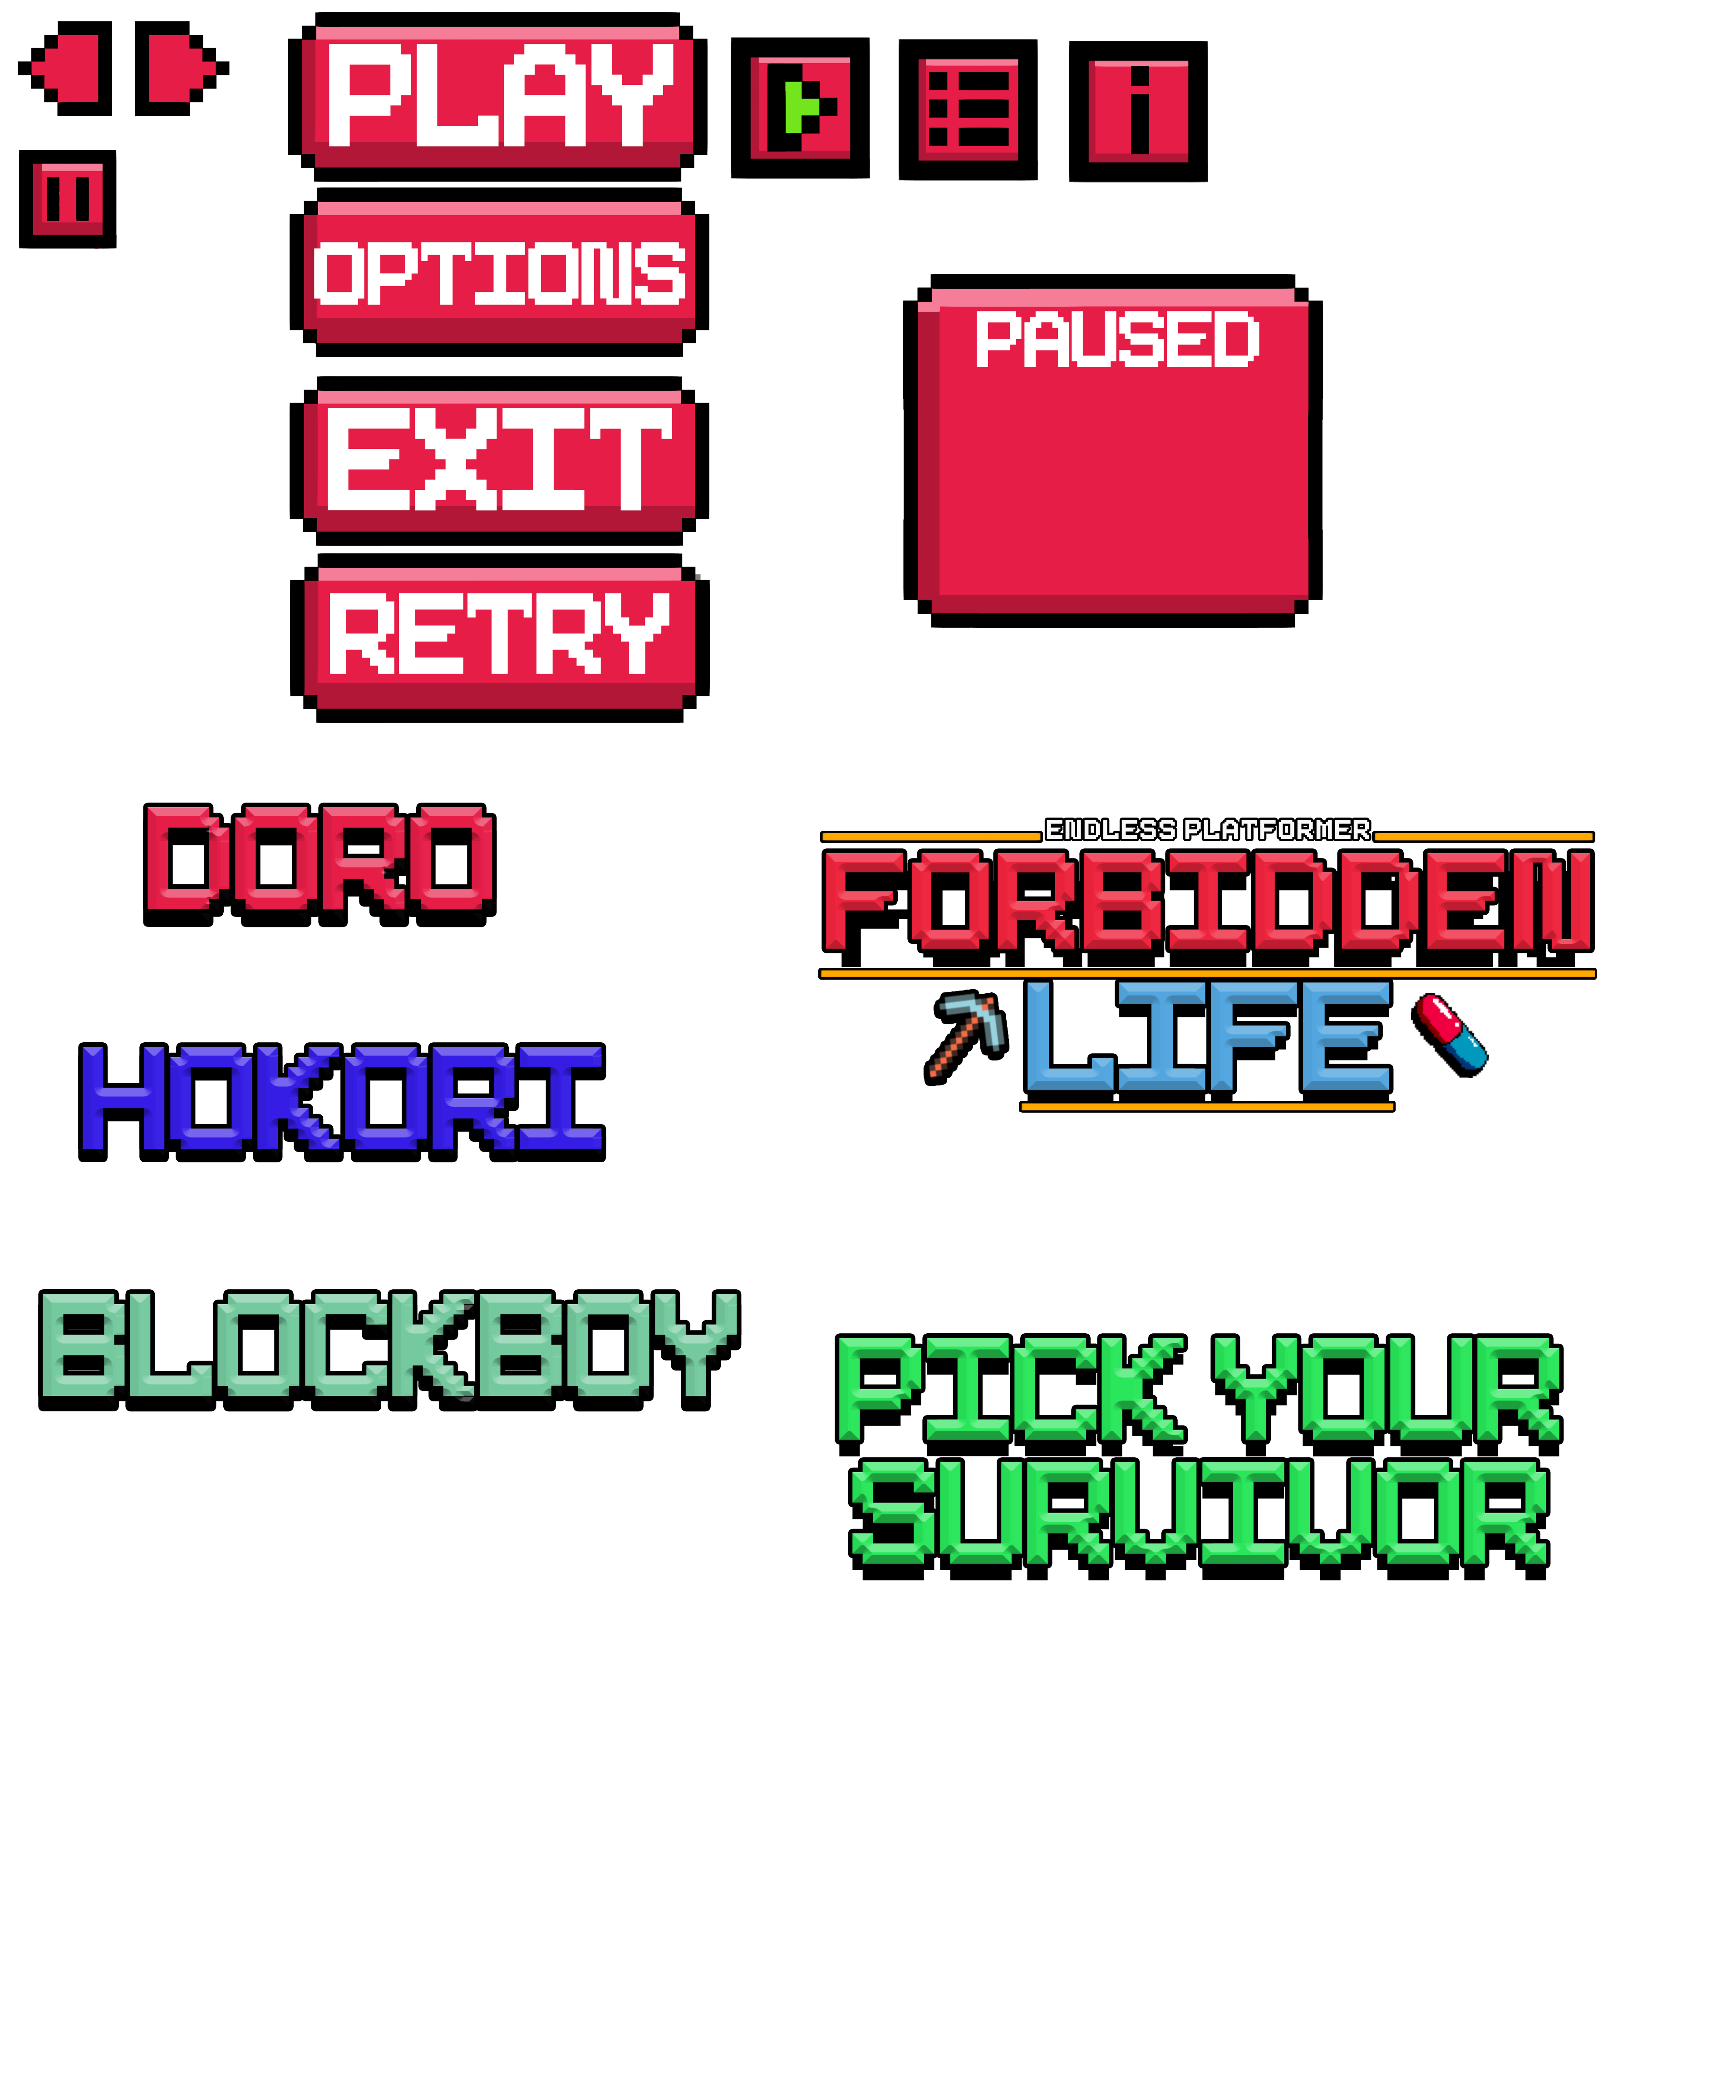 PLAY
OPTIONS
EXIT
RETRY
i
PAUSED
DORO
HOKORI
BLOCKBOY
ENDLESS PLATFORMER
FORBIDDEN
LIFE
PICK YOUR
SURVIVOR